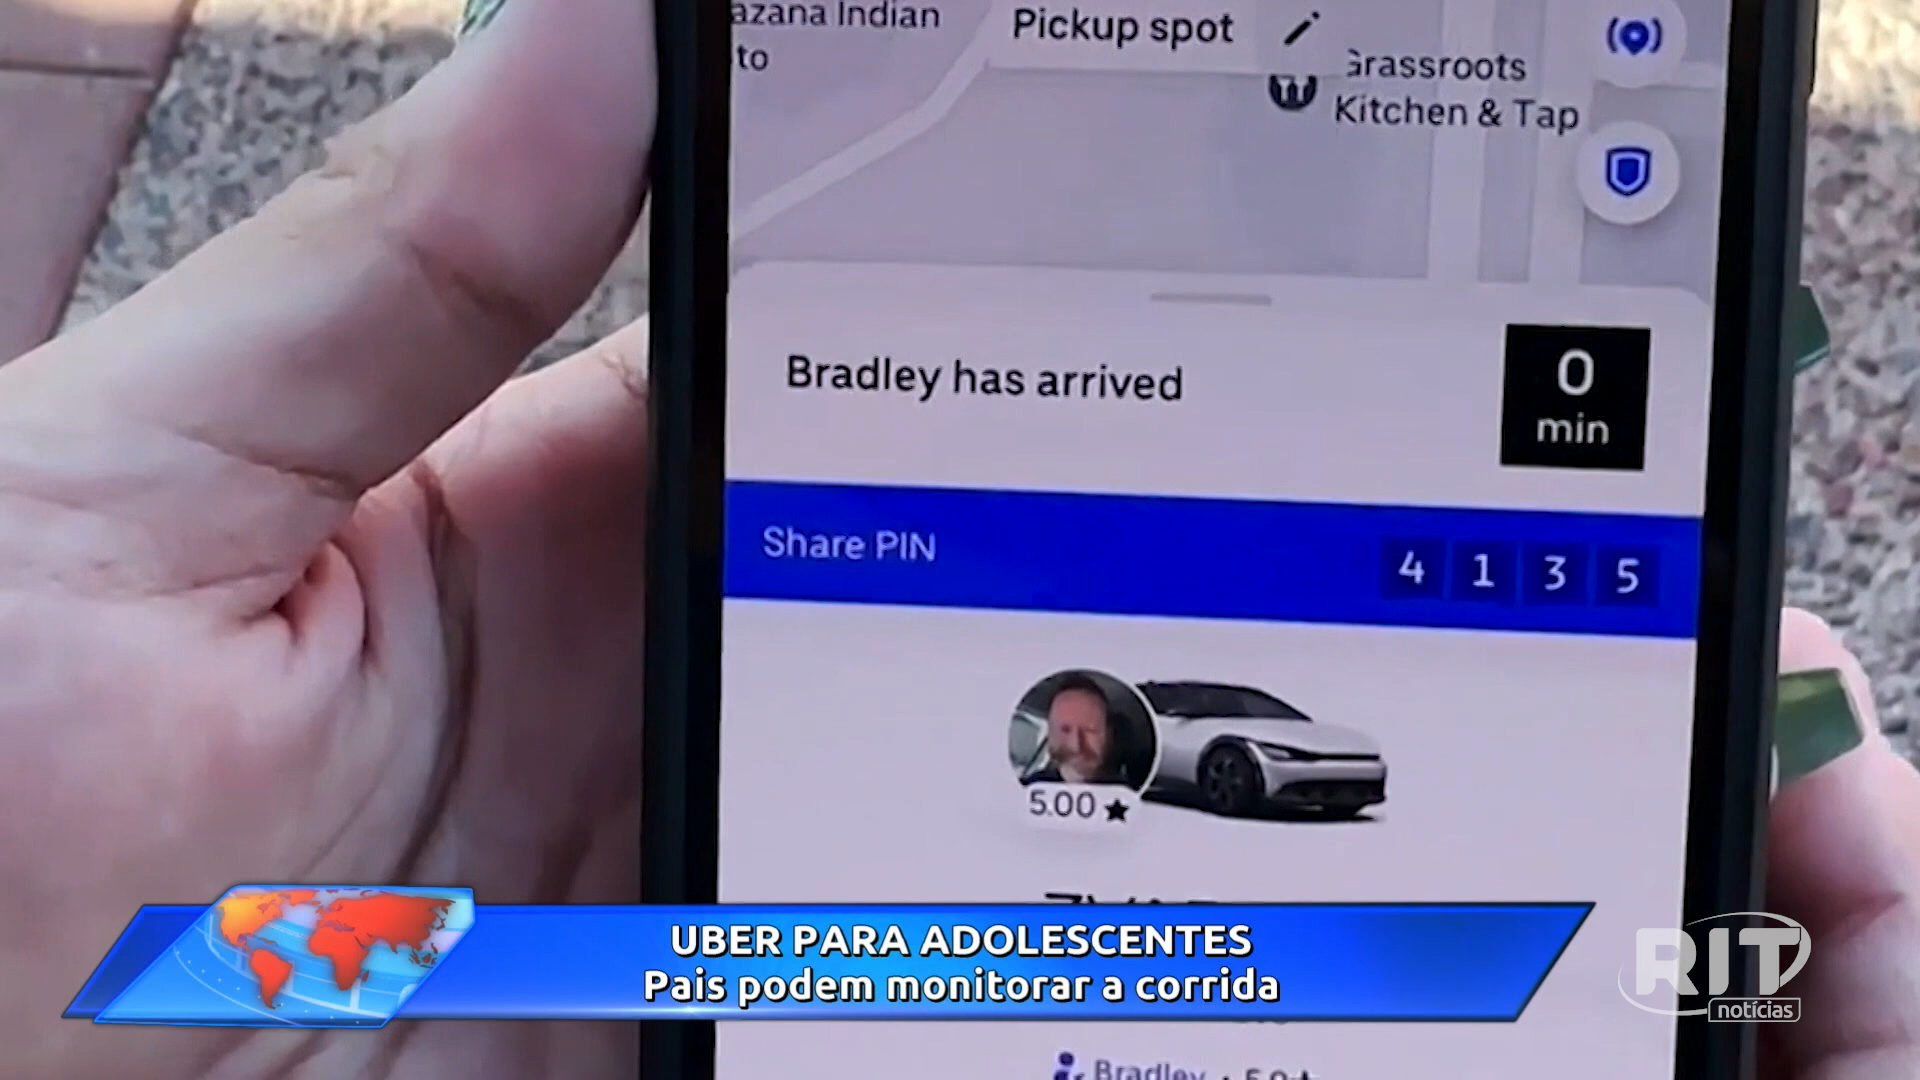 azana Indian
to
Pickup spot
Grassroots
Kitchen & Tap
Bradley has arrived
0
min
Share PIN
4 1 3 5
5.00 ★
UBER PARA ADOLESCENTES
Pais podem monitorar a corrida
RIT
notícias
Bradley